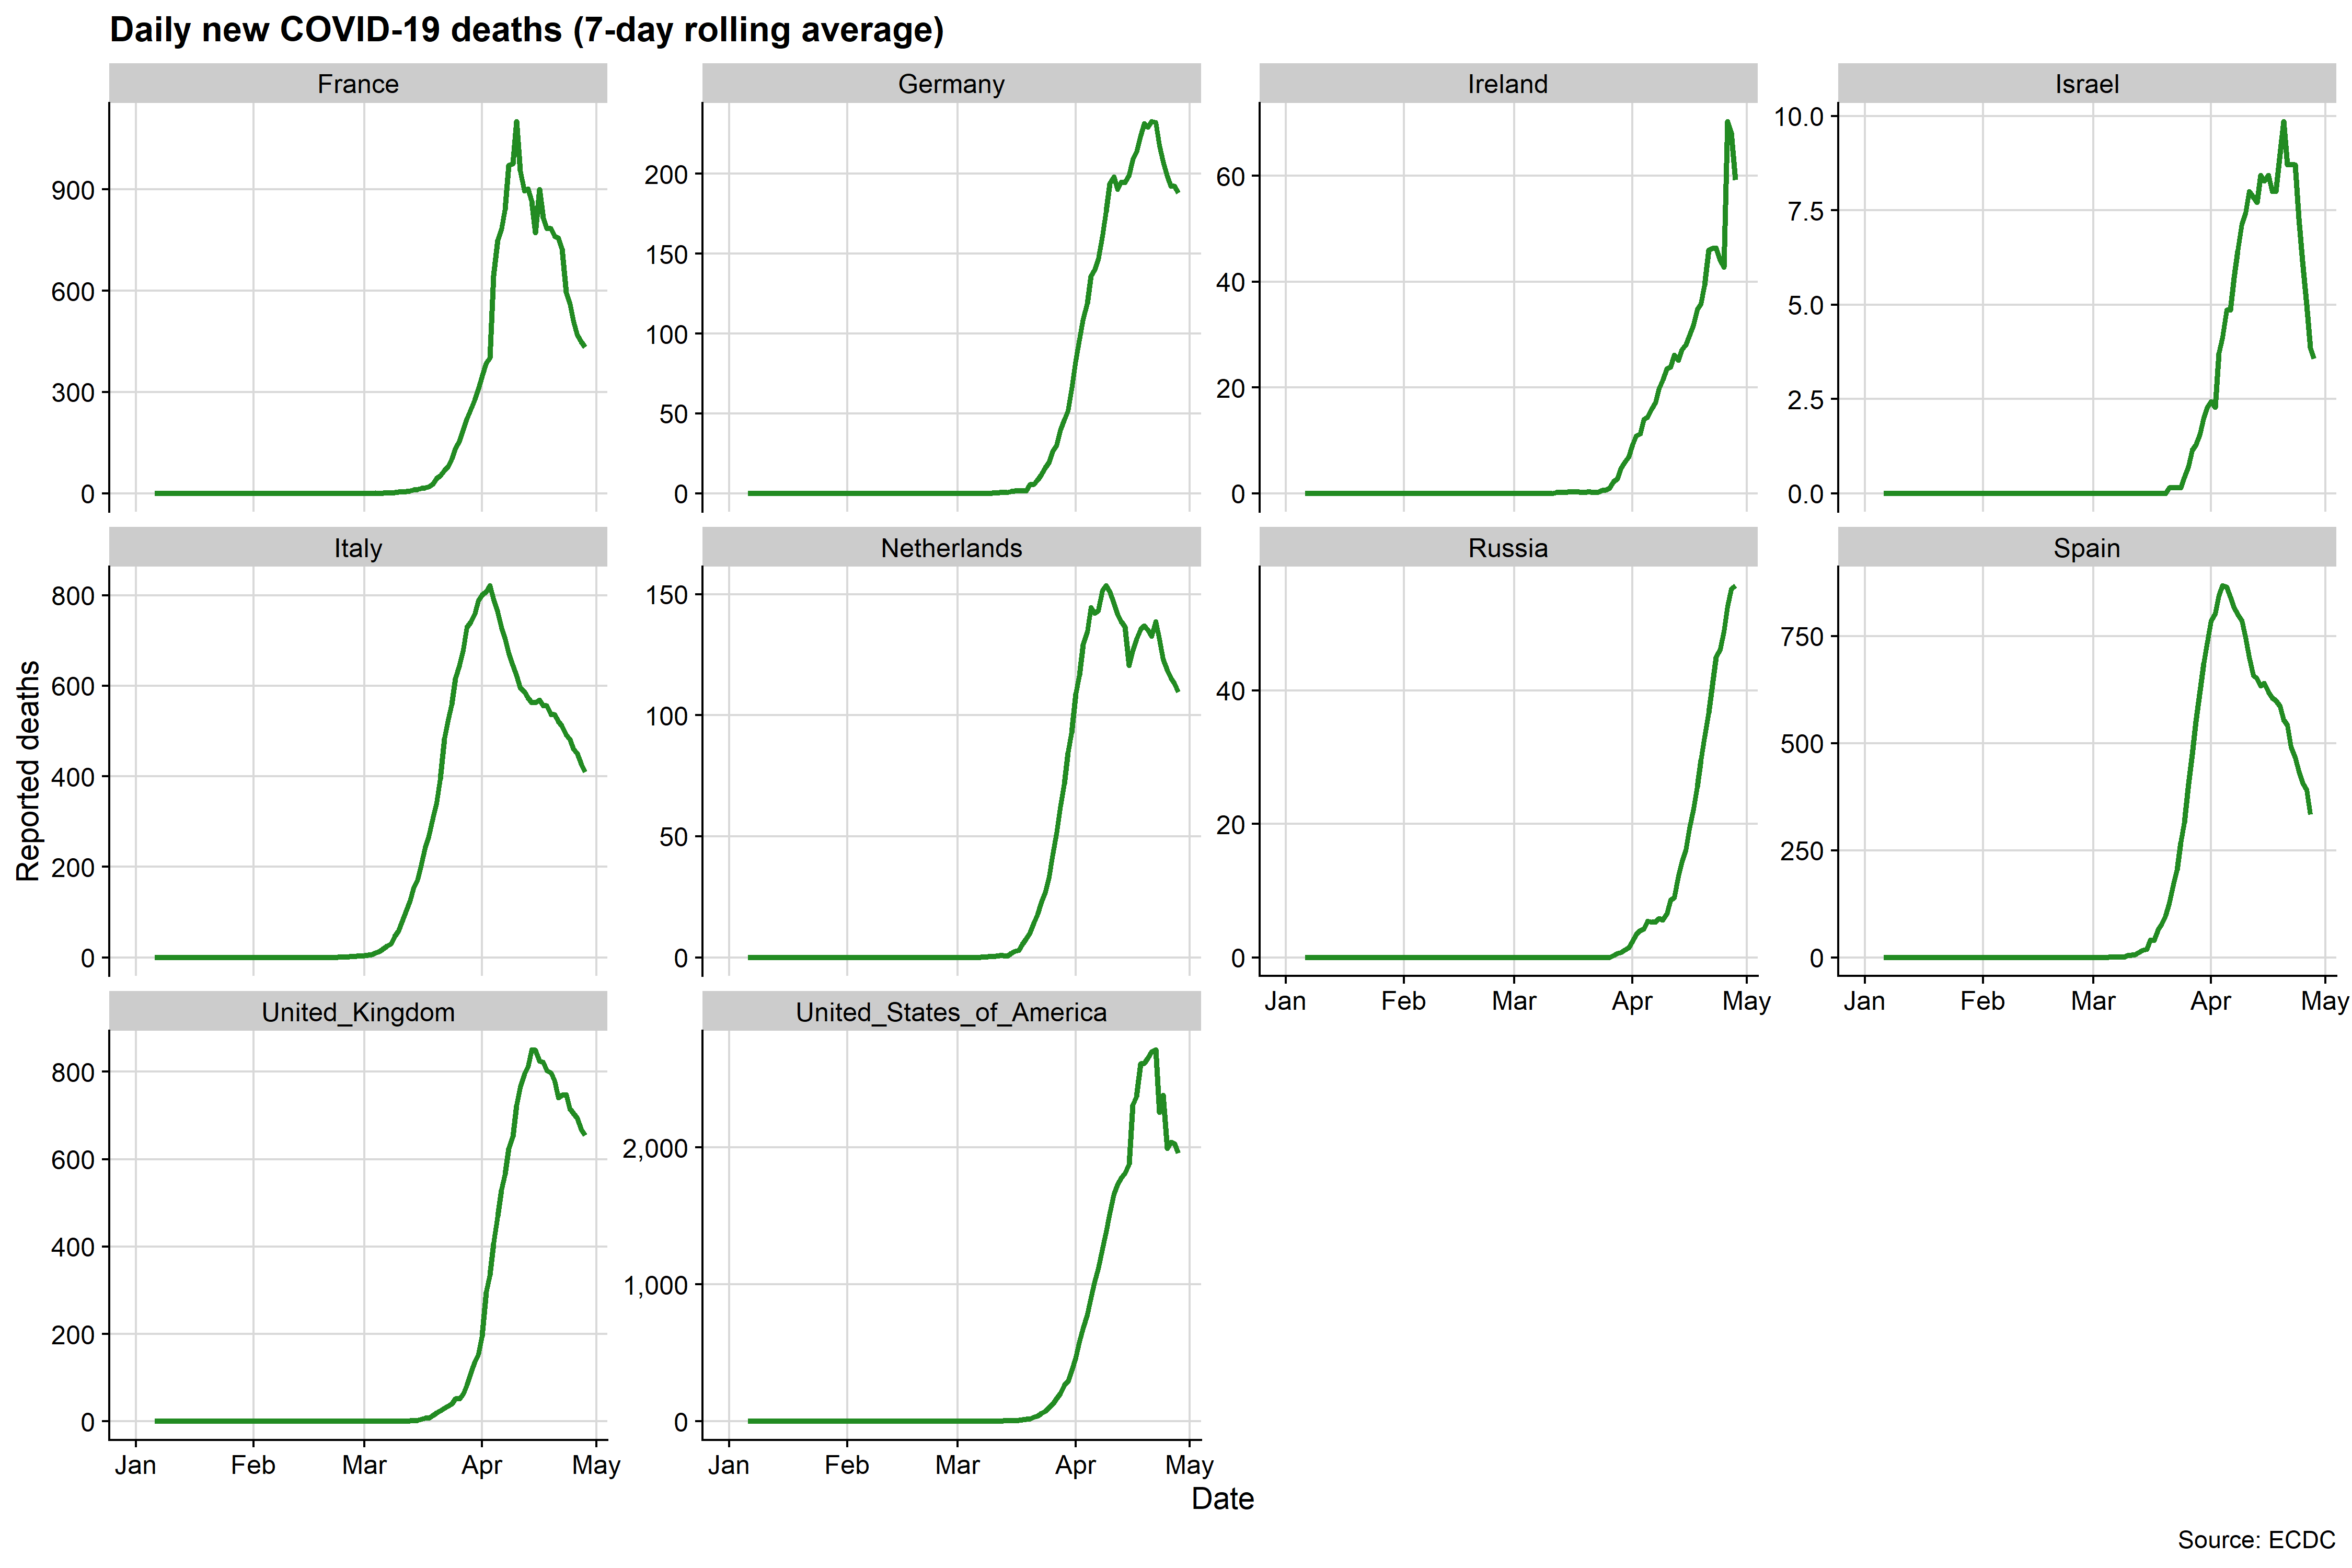 Daily new COVID-19 deaths (7-day rolling average)
France
Germany
Ireland
Israel
900
600
300
0
200
150
100
50
0
60
40
20
0
10.0
7.5
5.0
2.5
0.0
Italy
Netherlands
Russia
Spain
800
600
400
200
0
150
100
50
0
40
20
0
750
500
250
0
Jan Feb Mar Apr May
Jan Feb Mar Apr May
Reported deaths
United_Kingdom
United_States_of_America
800
600
400
200
0
2,000
1,000
0
Jan Feb Mar Apr May
Jan Feb Mar Apr May
Date
Source: ECDC